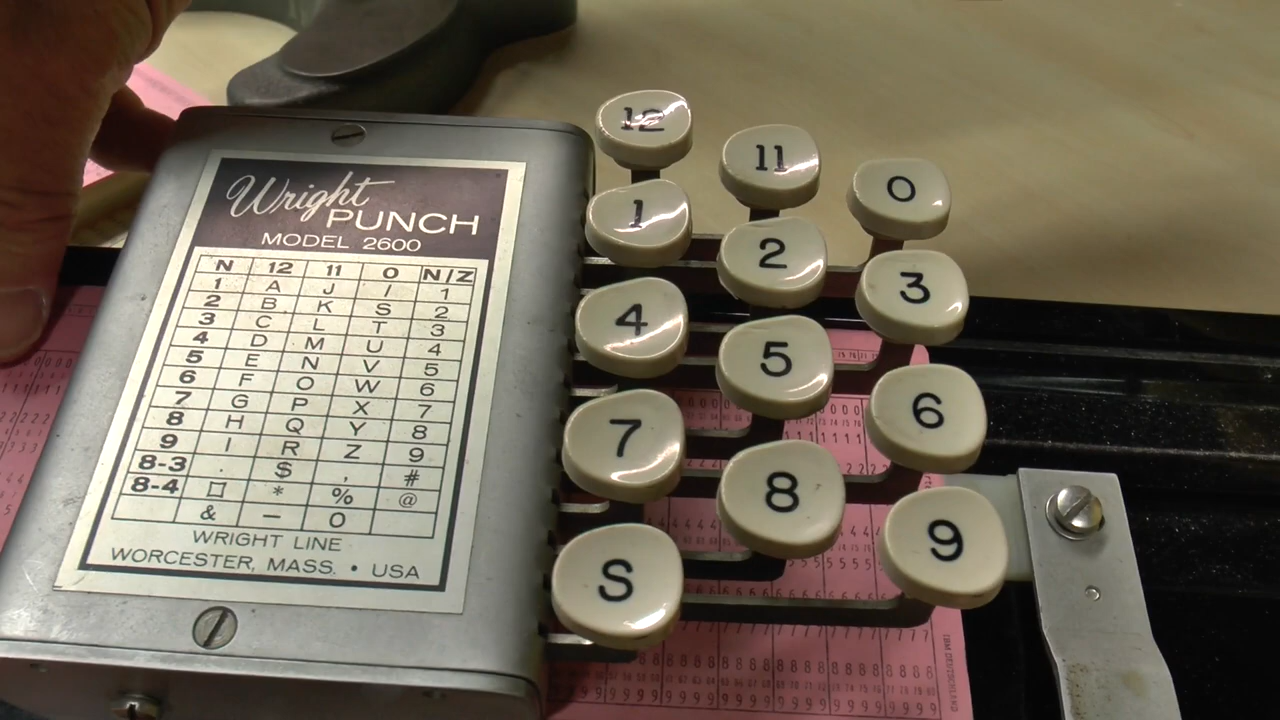 Wright
PUNCH
MODEL 2600
N 12 11 0 N/Z
1 A J / 1
2 B K S 2
3 C L T 3
4 D M U 4
5 E N V 5
6 F O W 6
7 G P X 7
8 H Q Y 8
9 I R Z 9
8-3 . $ , #
8-4 □ * % @
& — 0
WRIGHT LINE
WORCESTER, MASS. • USA
12 11 0
1 2 3
4 5 6
7 8 9
S
IBM DEUTSCHLAND